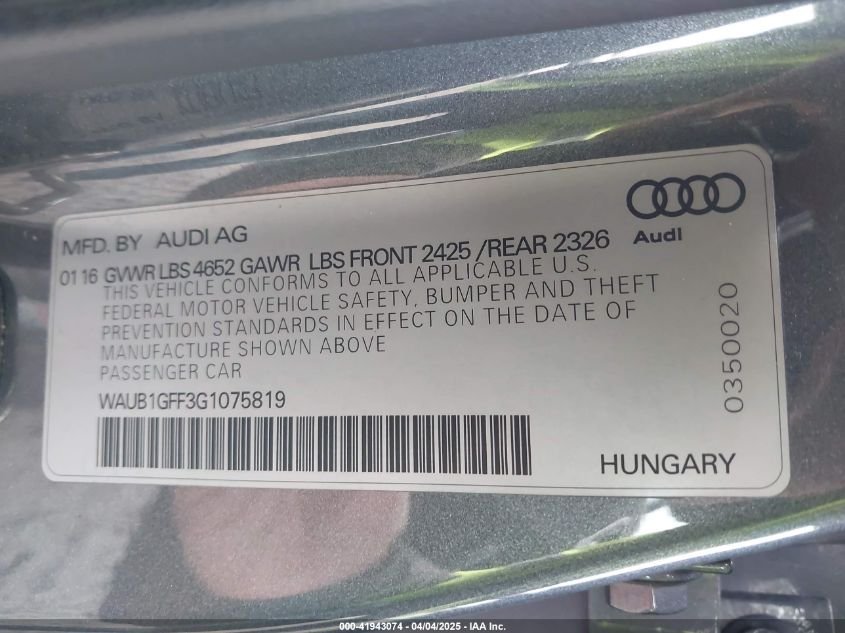 MFD. BY AUDI AG
Audi
01 16 GVWR LBS 4652 GAWR LBS FRONT 2425 /REAR 2326
THIS VEHICLE CONFORMS TO ALL APPLICABLE U.S.
FEDERAL MOTOR VEHICLE SAFETY, BUMPER AND THEFT
PREVENTION STANDARDS IN EFFECT ON THE DATE OF
MANUFACTURE SHOWN ABOVE
PASSENGER CAR
WAUB1GFF3G1075819
0350020
HUNGARY
000-41943074 - 04/04/2025 - IAA Inc.